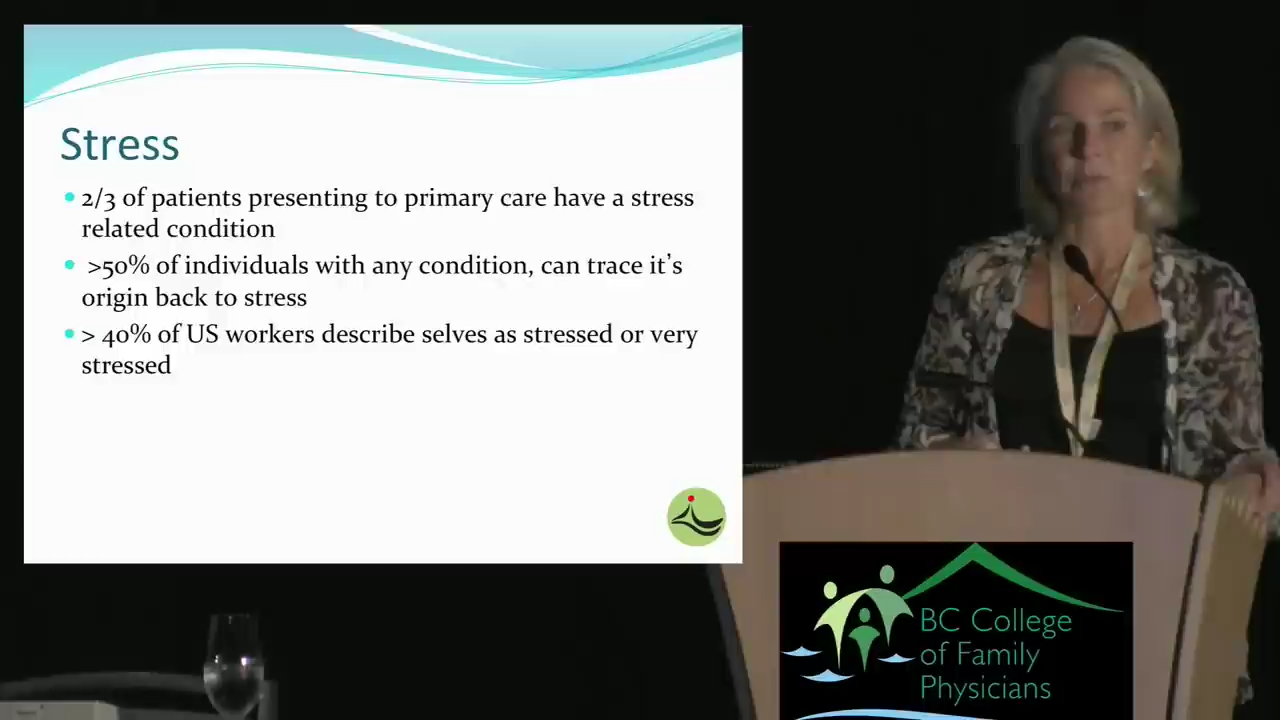 Stress
2/3 of patients presenting to primary care have a stress
related condition
>50% of individuals with any condition, can trace it’s
origin back to stress
> 40% of US workers describe selves as stressed or very
stressed
BC College
of Family
Physicians